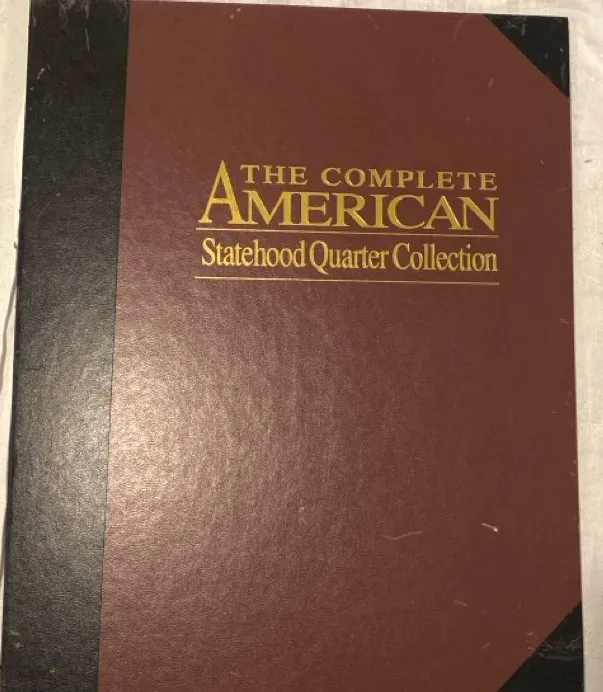 THE COMPLETE
AMERICAN
Statehood Quarter Collection